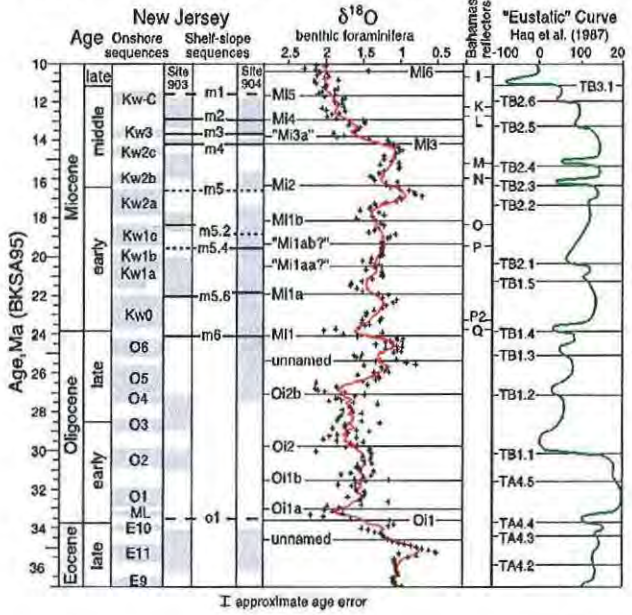 New Jersey
δ¹⁸O
"Eustatic" Curve
Age
Onshore sequences
Shelf-slope sequences
benthic foraminifera
Bahamas reflectors
Haq et al. (1987)
Site 903
Site 904
2.5 2 1.5 1 0.5
-100 0 100 200
Age, Ma (BKSA95)
10
12
14
16
18
20
22
24
26
28
30
32
34
36
Miocene
Oligocene
Eocene
late
middle
early
late
early
late
Kw-C
Kw3
Kw2c
Kw2b
Kw2a
Kw1c
Kw1b
Kw1a
Kw0
O6
O5
O4
O3
O2
O1
ML
E10
E11
E9
m1
m2
m3
m4
m5
m5.2
m5.4
m5.6
m6
o1
MI6
MI5
MI4
"Mi3a"
MI3
Mi2
MI1b
"Mi1ab?"
"Mi1aa?"
MI1a
MI1
unnamed
Oi2b
Oi2
Oi1b
Oi1a
Oi1
unnamed
I
K
L
M
N
O
P
P2
Q
TB3.1
TB2.6
TB2.5
TB2.4
TB2.3
TB2.2
TB2.1
TB1.5
TB1.4
TB1.3
TB1.2
TB1.1
TA4.5
TA4.4
TA4.3
TA4.2
approximate age error